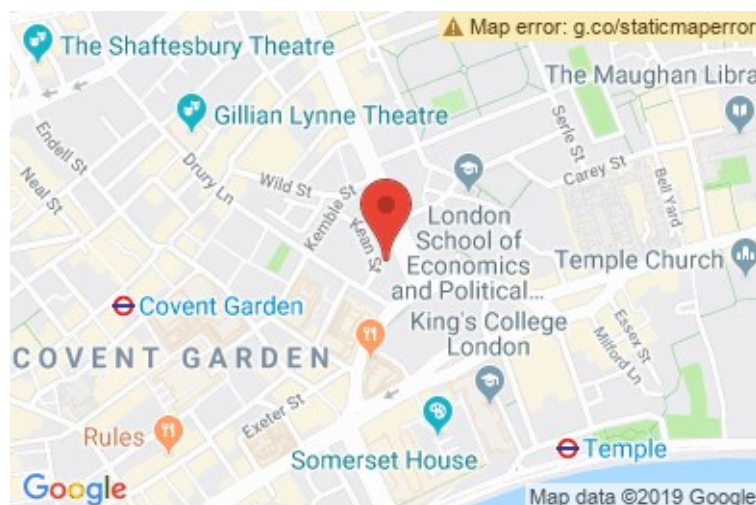 Map error: g.co/staticmaperror
The Shaftesbury Theatre
The Maughan Libra
Gillian Lynne Theatre
Endell St
Neal St
Drury Ln
Wild St
Kemble St
Kean St
Serle St
Carey St
Bell Yard
London
School of
Economics
and Political...
Temple Church
Covent Garden
King's College
London
Essex St
Milford Ln
COVENT GARDEN
Exeter St
Rules
Somerset House
Temple
Google
Map data ©2019 Google